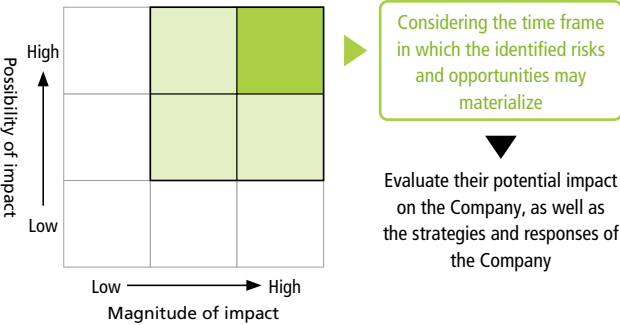 High
Possibility of impact
Low
Low
High
Magnitude of impact
Considering the time frame
in which the identified risks
and opportunities may
materialize
Evaluate their potential impact
on the Company, as well as
the strategies and responses of
the Company